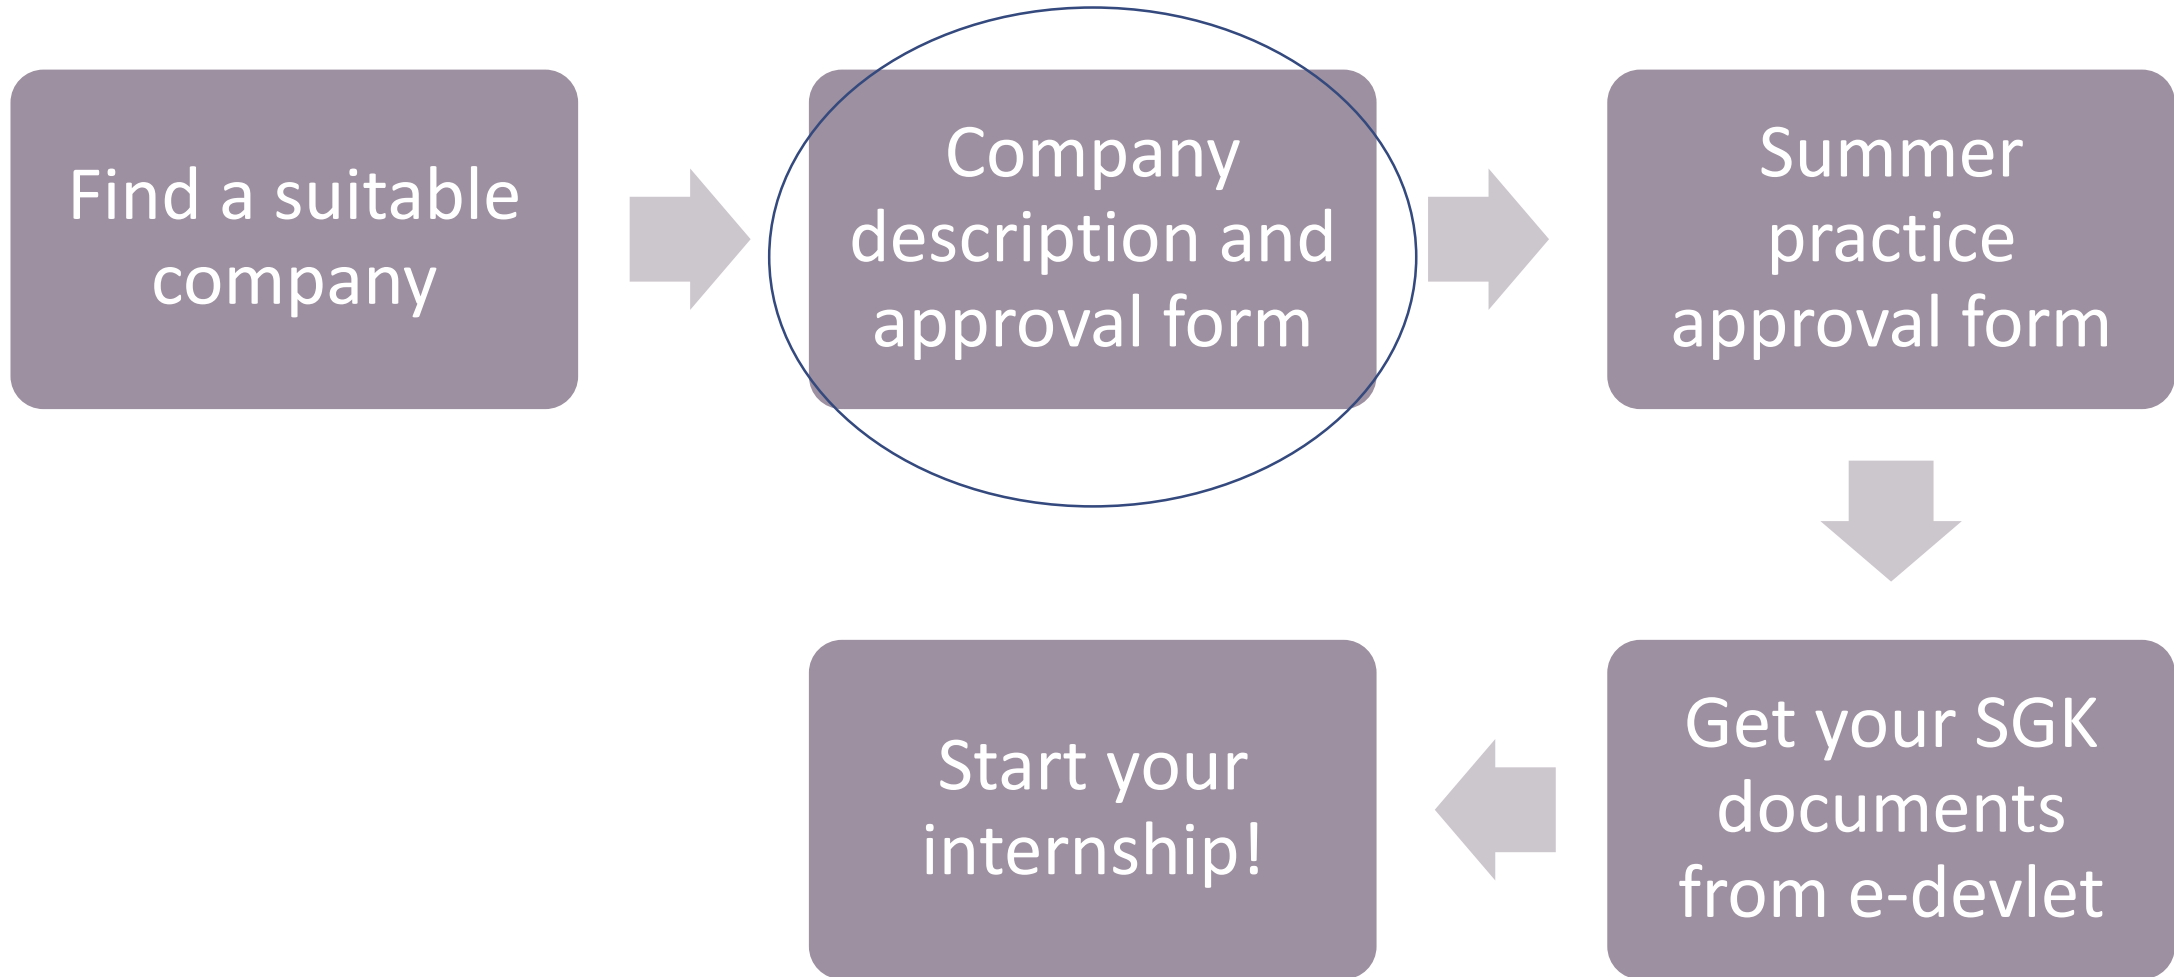 Find a suitable
company
Company
description and
approval form
Summer
practice
approval form
Get your SGK
documents
from e-devlet
Start your
internship!